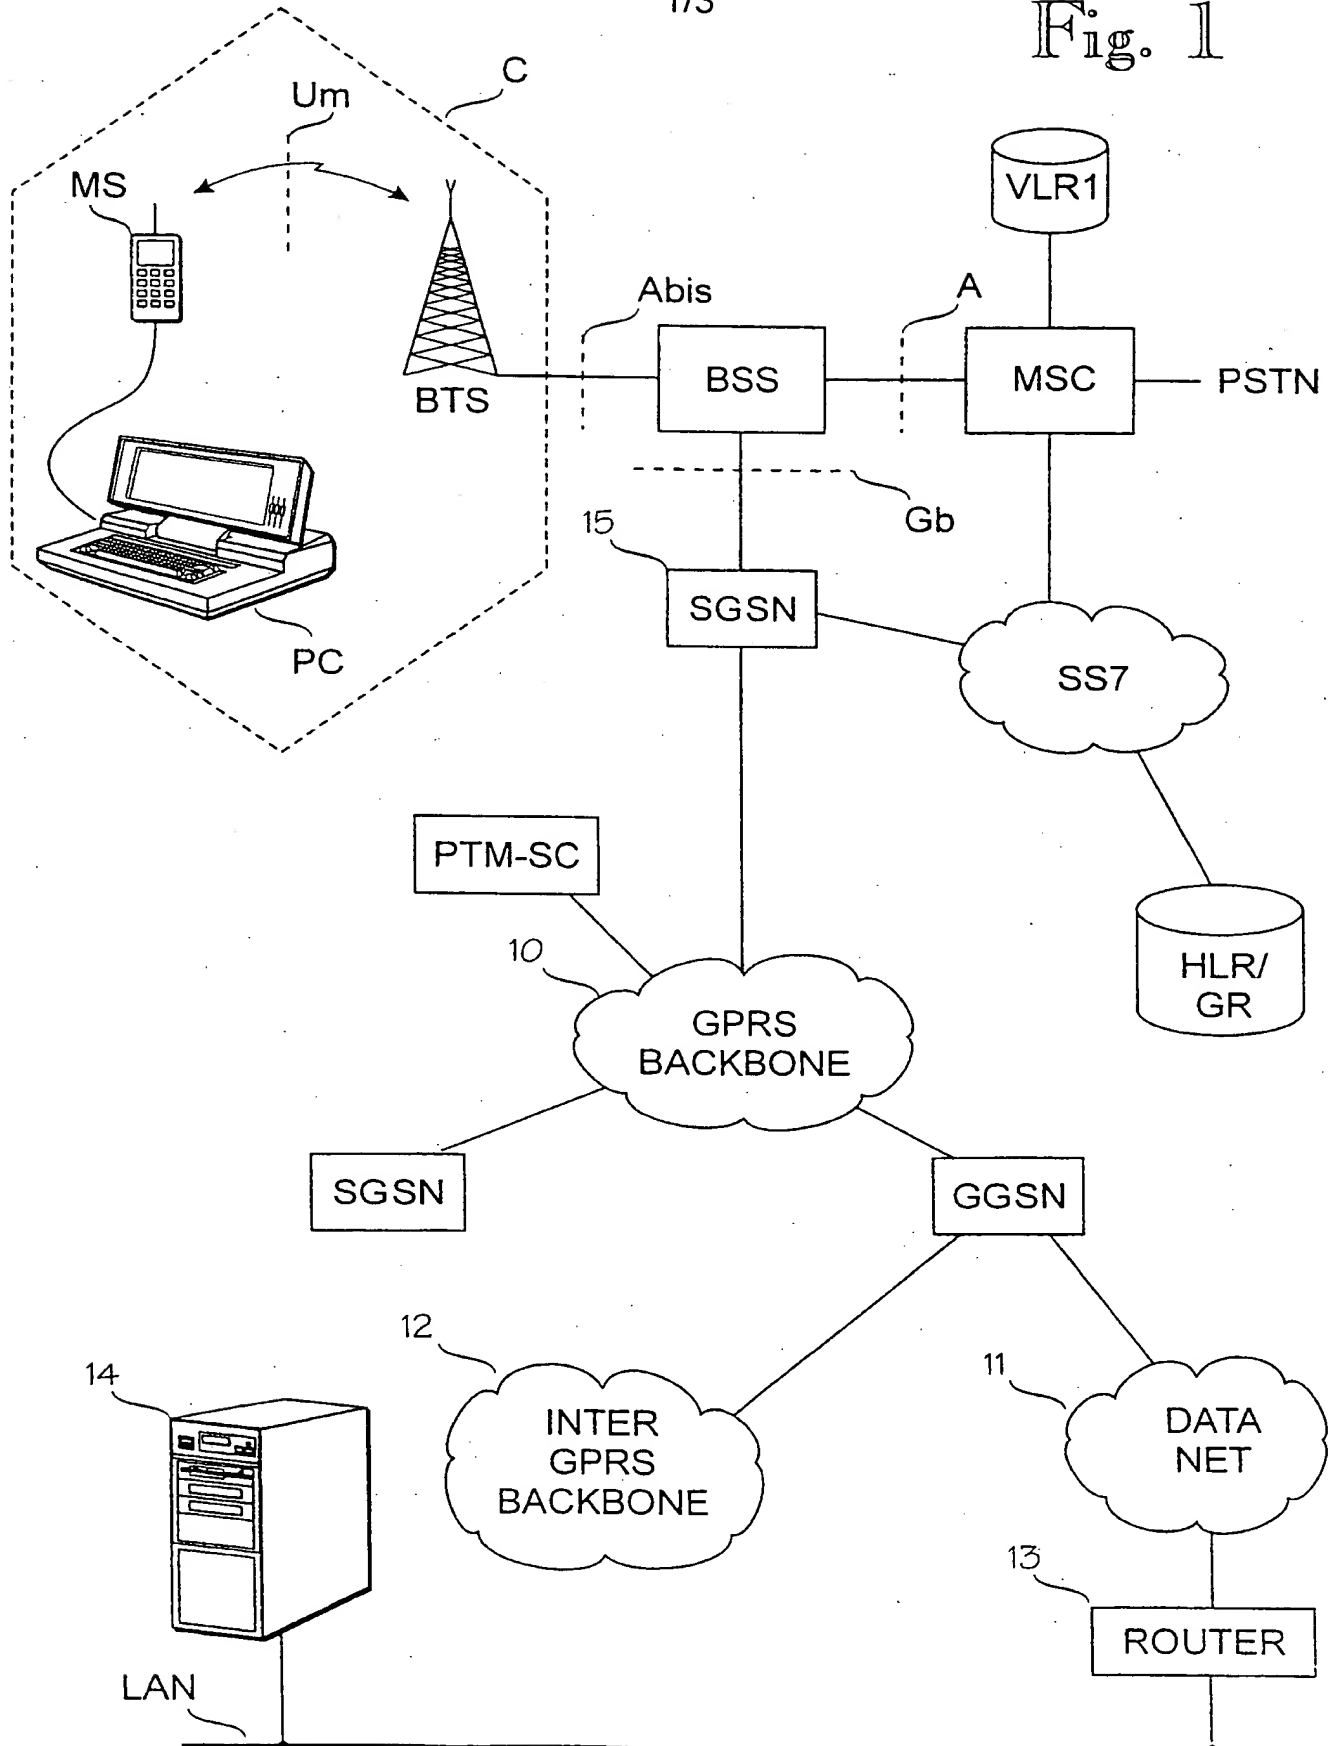 1/3
Fig. 1
C
Um
MS
VLR1
Abis
A
BSS
MSC
PSTN
BTS
Gb
15
SGSN
PC
SS7
PTM-SC
10
HLR/
GR
GPRS
BACKBONE
SGSN
GGSN
12
11
14
INTER
GPRS
BACKBONE
DATA
NET
13
ROUTER
LAN